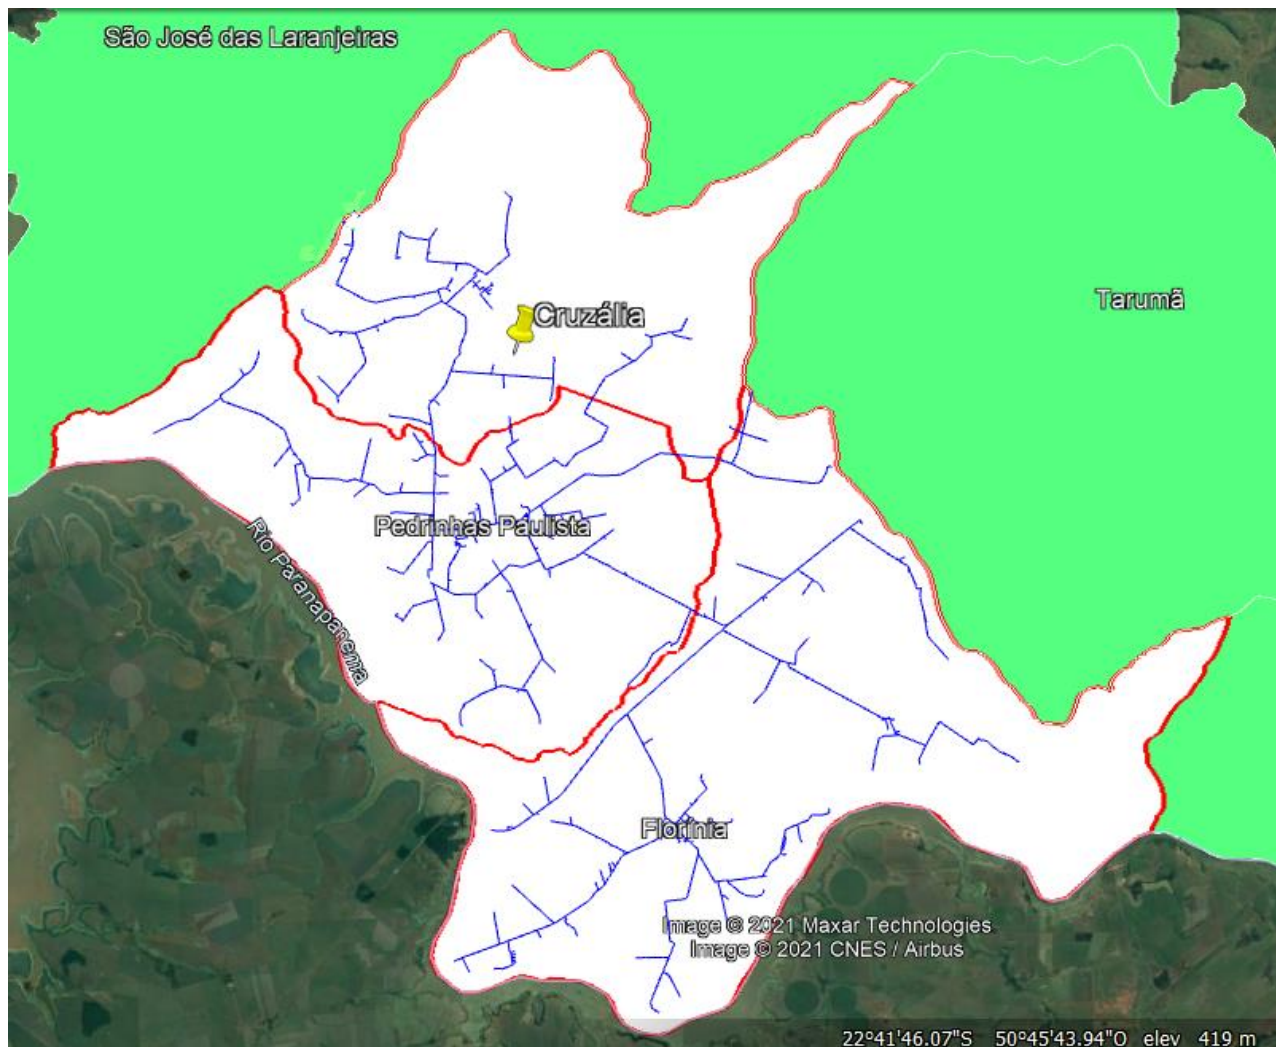 São José das Laranjeiras
Tarumã
Cruzália
Pedrinhas Paulista
Rio Paranapanema
Florínia
Image © 2021 Maxar Technologies
Image © 2021 CNES / Airbus
22°41'46.07"S 50°45'43.94"O elev 419 m